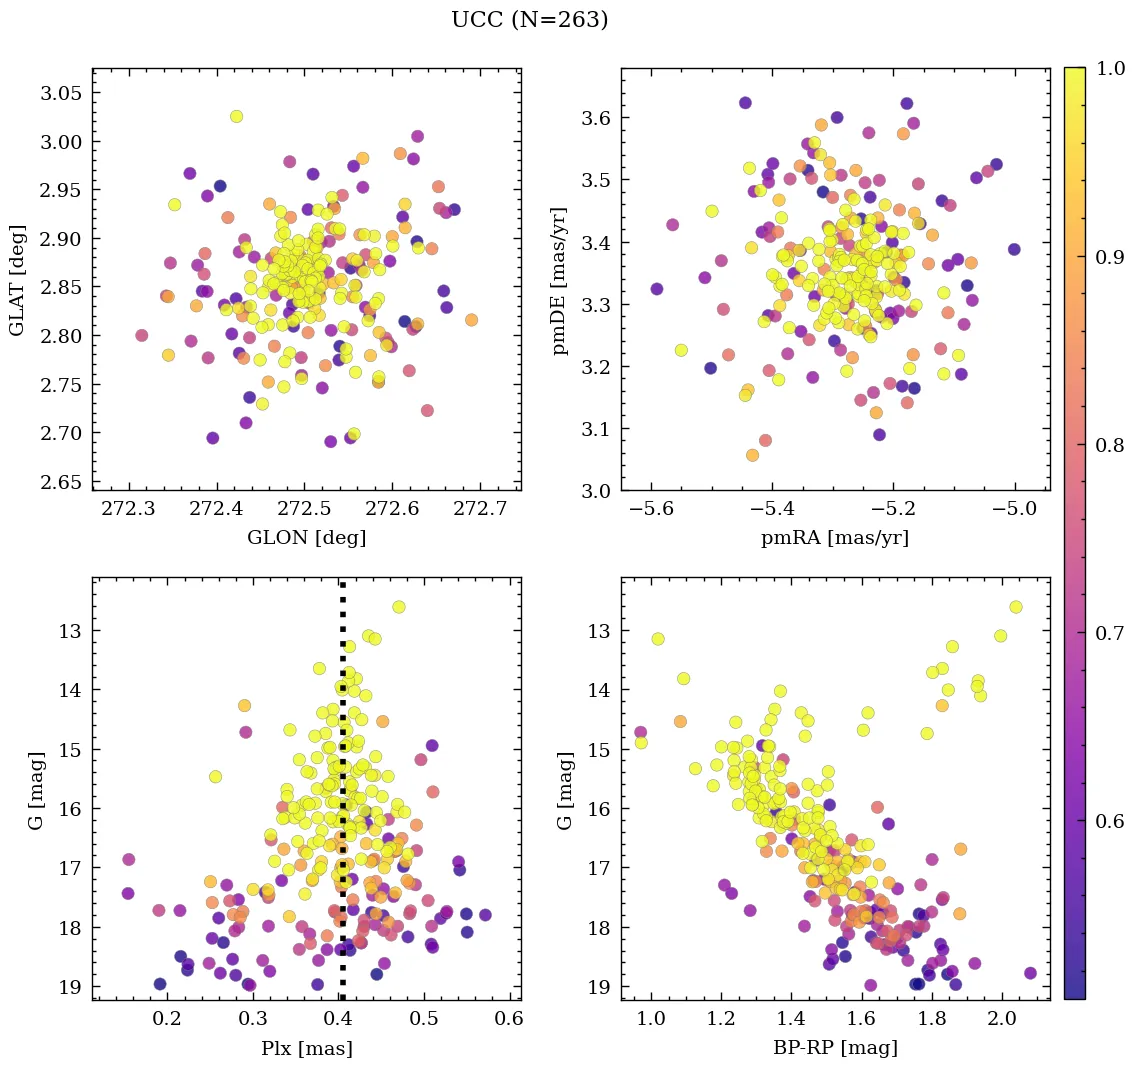 UCC (N=263)
3.05
3.00
2.95
2.90
2.85
2.80
2.75
2.70
2.65
GLAT [deg]
272.3 272.4 272.5 272.6 272.7
GLON [deg]
3.6
3.5
3.4
3.3
3.2
3.1
3.0
pmDE [mas/yr]
−5.6 −5.4 −5.2 −5.0
pmRA [mas/yr]
1.0
0.9
0.8
0.7
0.6
13
14
15
16
17
18
19
G [mag]
0.2 0.3 0.4 0.5 0.6
Plx [mas]
13
14
15
16
17
18
19
G [mag]
1.0 1.2 1.4 1.6 1.8 2.0
BP-RP [mag]